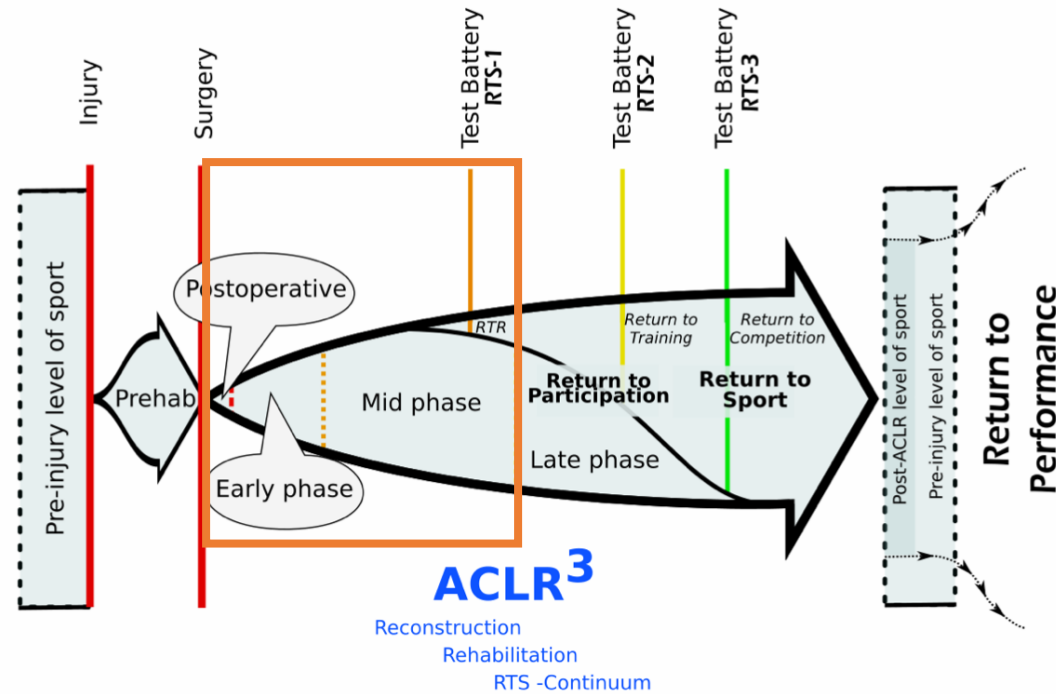 Injury
Surgery
Test Battery
RTS-1
Test Battery
RTS-2
Test Battery
RTS-3
Pre-injury level of sport
Prehab
Postoperative
Early phase
Mid phase
RTR
Return to
Participation
Late phase
Return to
Training
Return to
Competition
Return to
Sport
Post-ACLR level of sport
Pre-injury level of sport
Return to
Performance
ACLR³
Reconstruction
Rehabilitation
RTS -Continuum